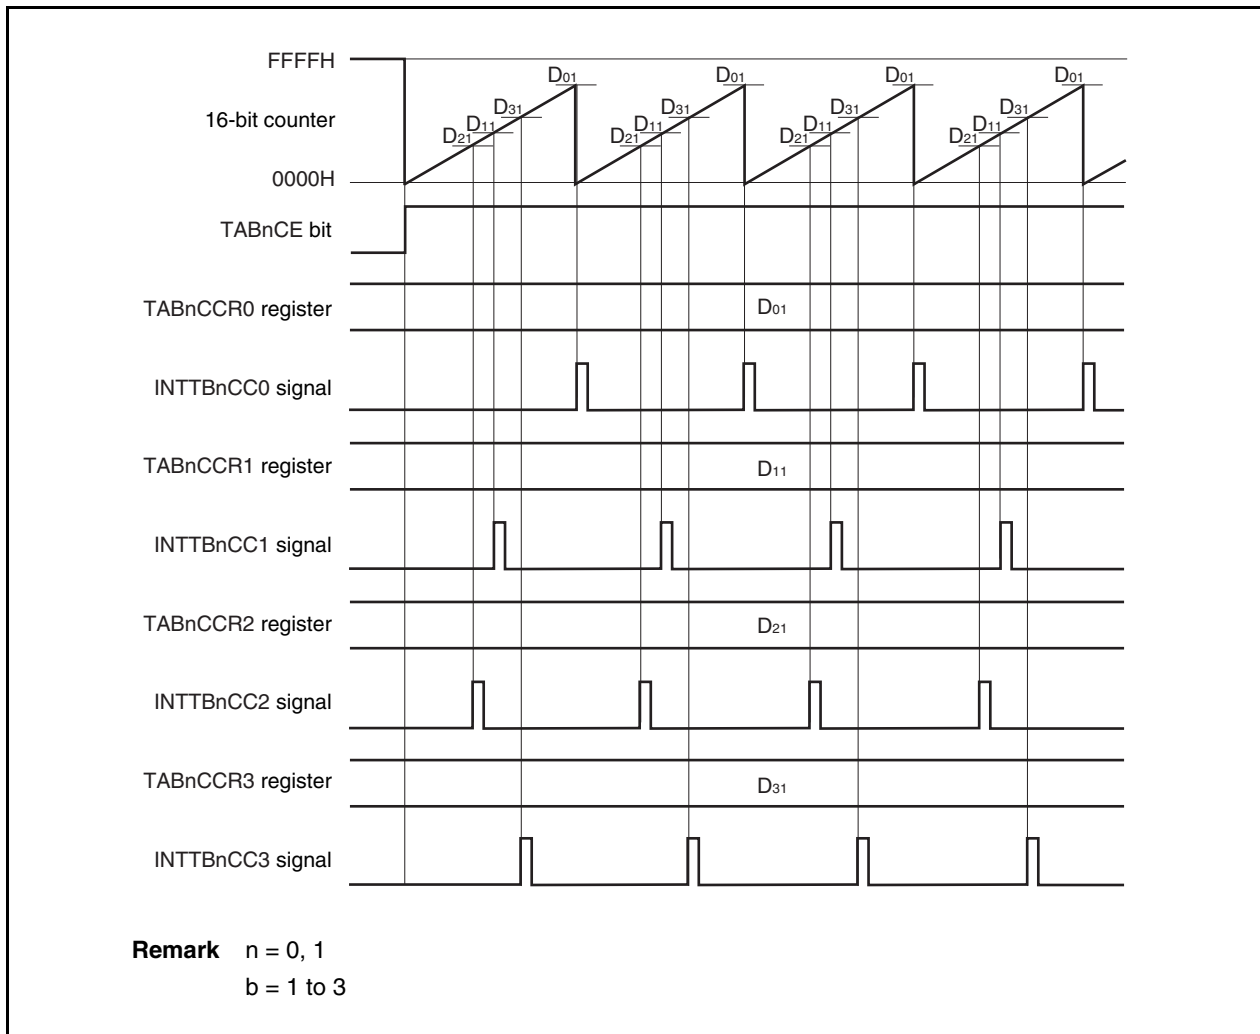 FFFFH
D01 D01 D01 D01
16-bit counter
D31 D31 D31 D31
D11 D11 D11 D11
D21 D21 D21 D21
0000H
TABnCE bit
TABnCCR0 register
D01
INTTBnCC0 signal
TABnCCR1 register
D11
INTTBnCC1 signal
TABnCCR2 register
D21
INTTBnCC2 signal
TABnCCR3 register
D31
INTTBnCC3 signal
Remark n = 0, 1
b = 1 to 3